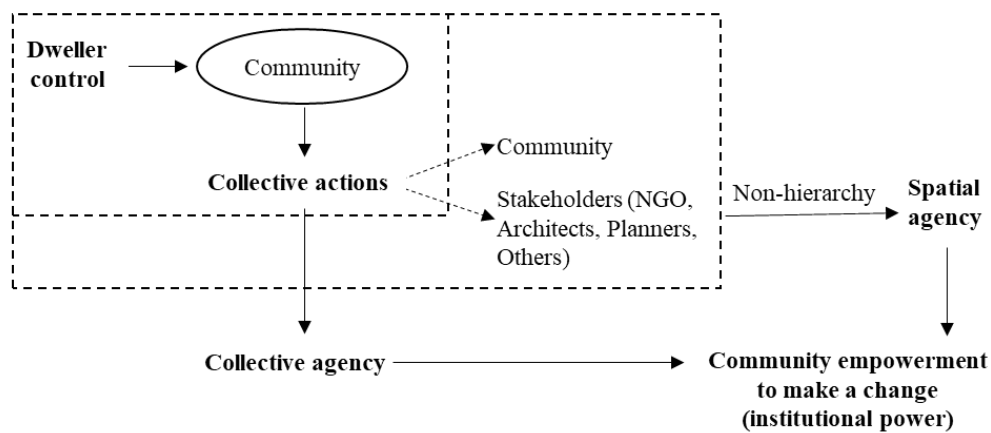 Dweller
control
Community
Collective actions
Community
Stakeholders (NGO,
Architects, Planners,
Others)
Non-hierarchy
Spatial
agency
Collective agency
Community empowerment
to make a change
(institutional power)